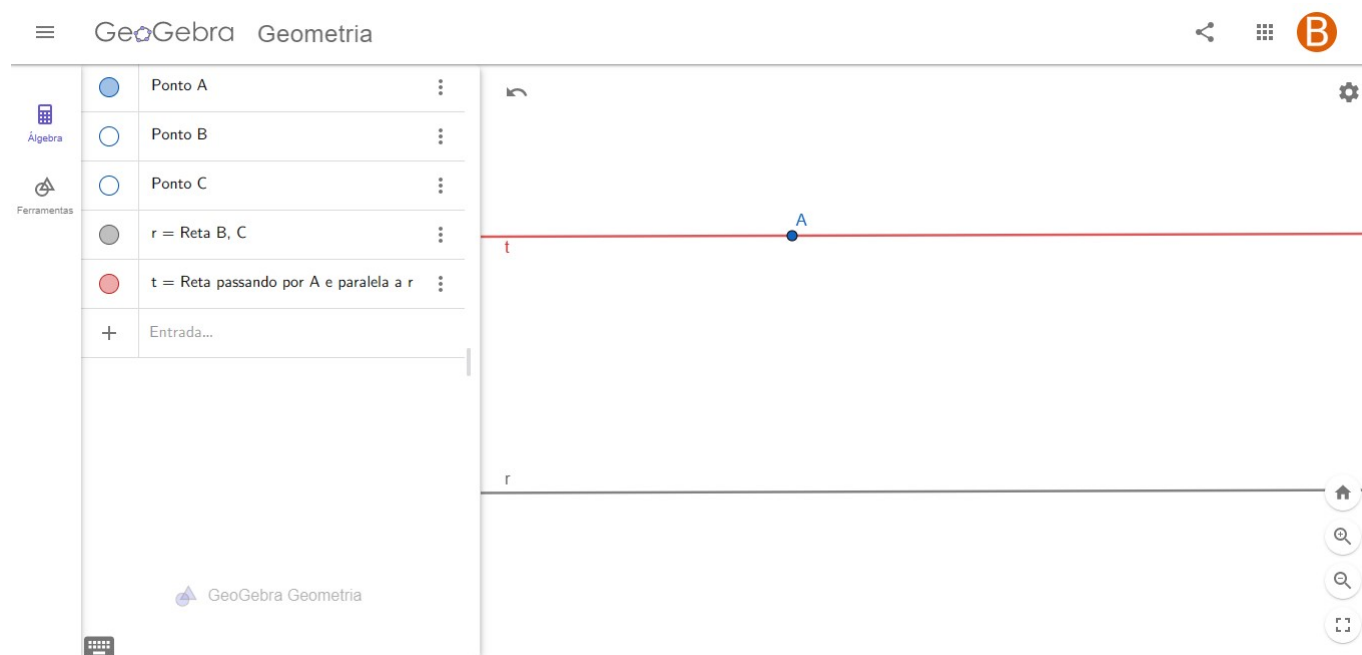 GeoGebra Geometria
B
Álgebra
Ferramentas
Ponto A
Ponto B
Ponto C
r = Reta B, C
t = Reta passando por A e paralela a r
Entrada...
GeoGebra Geometria
A
t
r